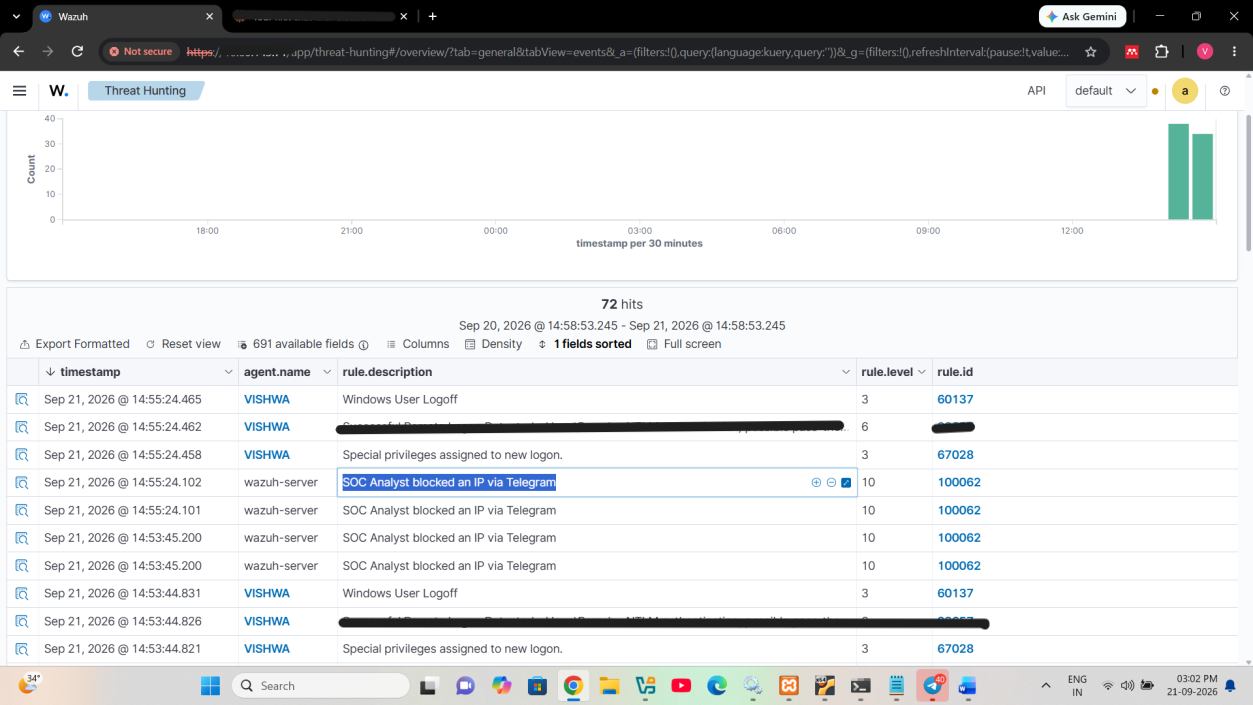 Wazuh
Ask Gemini
Not secure
https:/
/app/threat-hunting#/overview/?tab=general&tabView=events&_a=(filters:!(),query:(language:kuery,query:''))&_g=(filters:!(),refreshInterval:(pause:!t,value:...
V
W.
Threat Hunting
API
default
a
40
30
20
10
0
Count
18:00
21:00
00:00
03:00
06:00
09:00
12:00
timestamp per 30 minutes
72 hits
Sep 20, 2026 @ 14:58:53.245 - Sep 21, 2026 @ 14:58:53.245
Export Formatted
Reset view
691 available fields
Columns
Density
1 fields sorted
Full screen
timestamp agent.name rule.description rule.level rule.id
Sep 21, 2026 @ 14:55:24.465 VISHWA Windows User Logoff 3 60137
Sep 21, 2026 @ 14:55:24.462 VISHWA 6
Sep 21, 2026 @ 14:55:24.458 VISHWA Special privileges assigned to new logon. 3 67028
Sep 21, 2026 @ 14:55:24.102 wazuh-server SOC Analyst blocked an IP via Telegram 10 100062
Sep 21, 2026 @ 14:55:24.101 wazuh-server SOC Analyst blocked an IP via Telegram 10 100062
Sep 21, 2026 @ 14:53:45.200 wazuh-server SOC Analyst blocked an IP via Telegram 10 100062
Sep 21, 2026 @ 14:53:45.200 wazuh-server SOC Analyst blocked an IP via Telegram 10 100062
Sep 21, 2026 @ 14:53:44.831 VISHWA Windows User Logoff 3 60137
Sep 21, 2026 @ 14:53:44.826 VISHWA
Sep 21, 2026 @ 14:53:44.821 VISHWA Special privileges assigned to new logon. 3 67028
34°
Search
40
ENG
IN
03:02 PM
21-09-2026